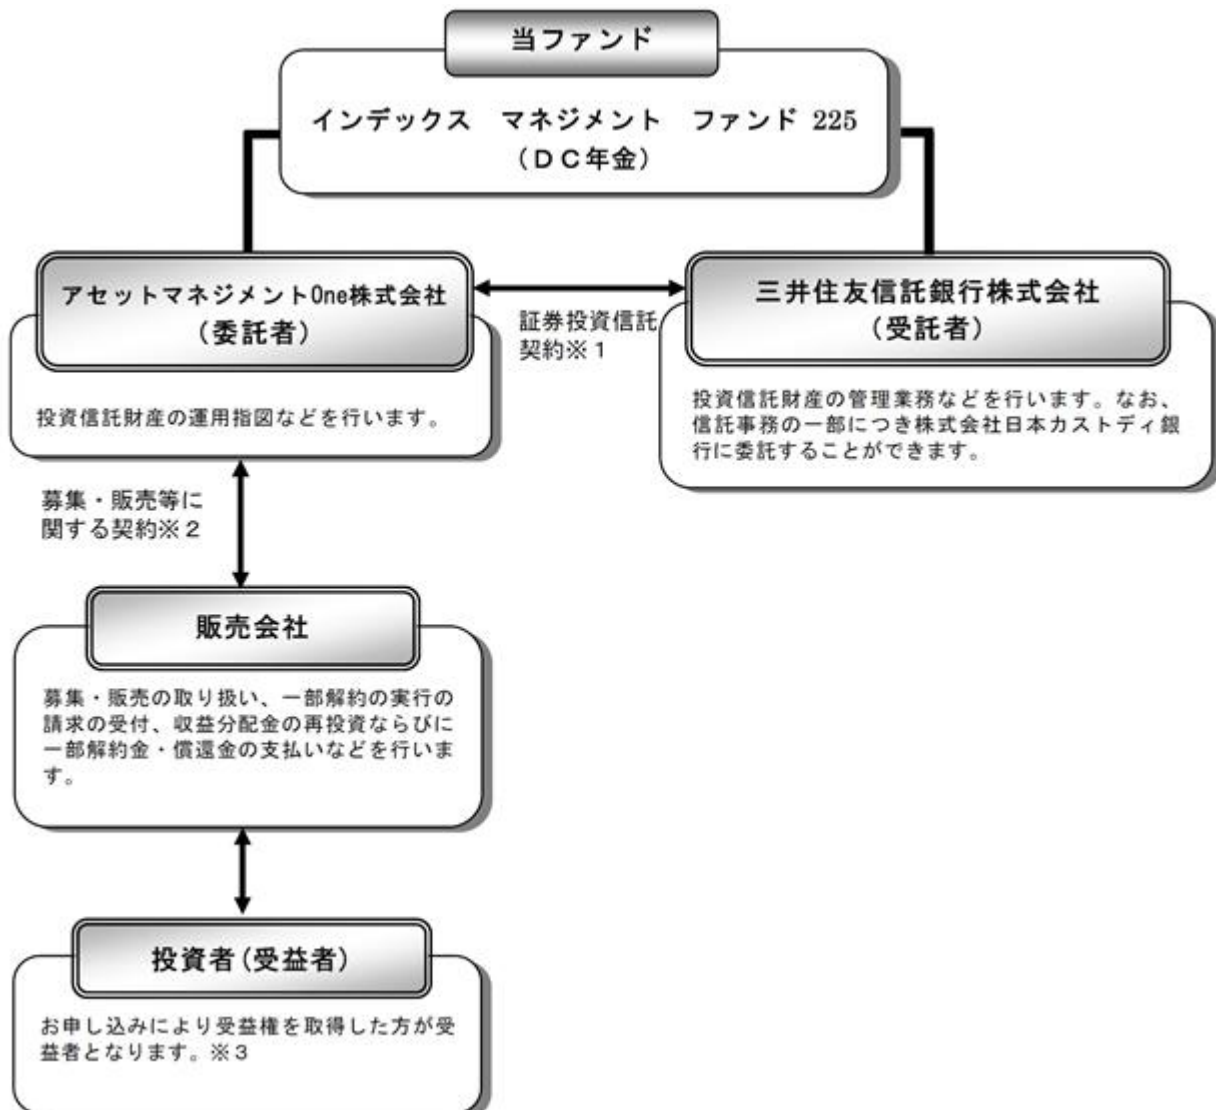 当ファンド
インデックス　マネジメント　ファンド 225
（ＤＣ年金）
アセットマネジメントOne株式会社
（委託者）
投資信託財産の運用指図などを行います。
証券投資信託
契約※１
三井住友信託銀行株式会社
（受託者）
投資信託財産の管理業務などを行います。なお、
信託事務の一部につき株式会社日本カストディ銀
行に委託することができます。
募集・販売等に
関する契約※２
販売会社
募集・販売の取り扱い、一部解約の実行の
請求の受付、収益分配金の再投資ならびに
一部解約金・償還金の支払いなどを行いま
す。
投資者(受益者)
お申し込みにより受益権を取得した方が受
益者となります。※３